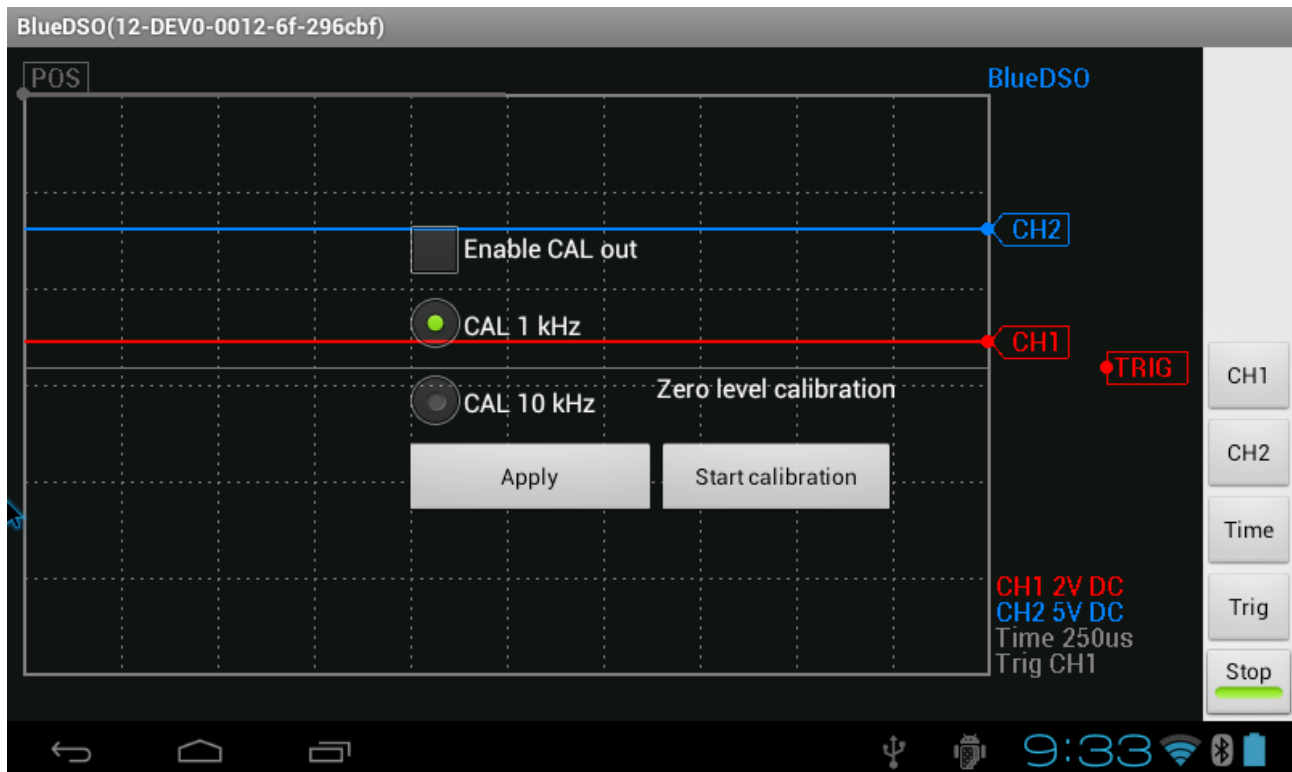 BlueDSO(12-DEV0-0012-6f-296cbf)
POS
BlueDSO
CH2
Enable CAL out
CAL 1 kHz
CH1
TRIG
CH1
Zero level calibration
CAL 10 kHz
CH2
Apply
Start calibration
Time
CH1 2V DC
CH2 5V DC
Trig
Time 250us
Trig CH1
Stop
9:33